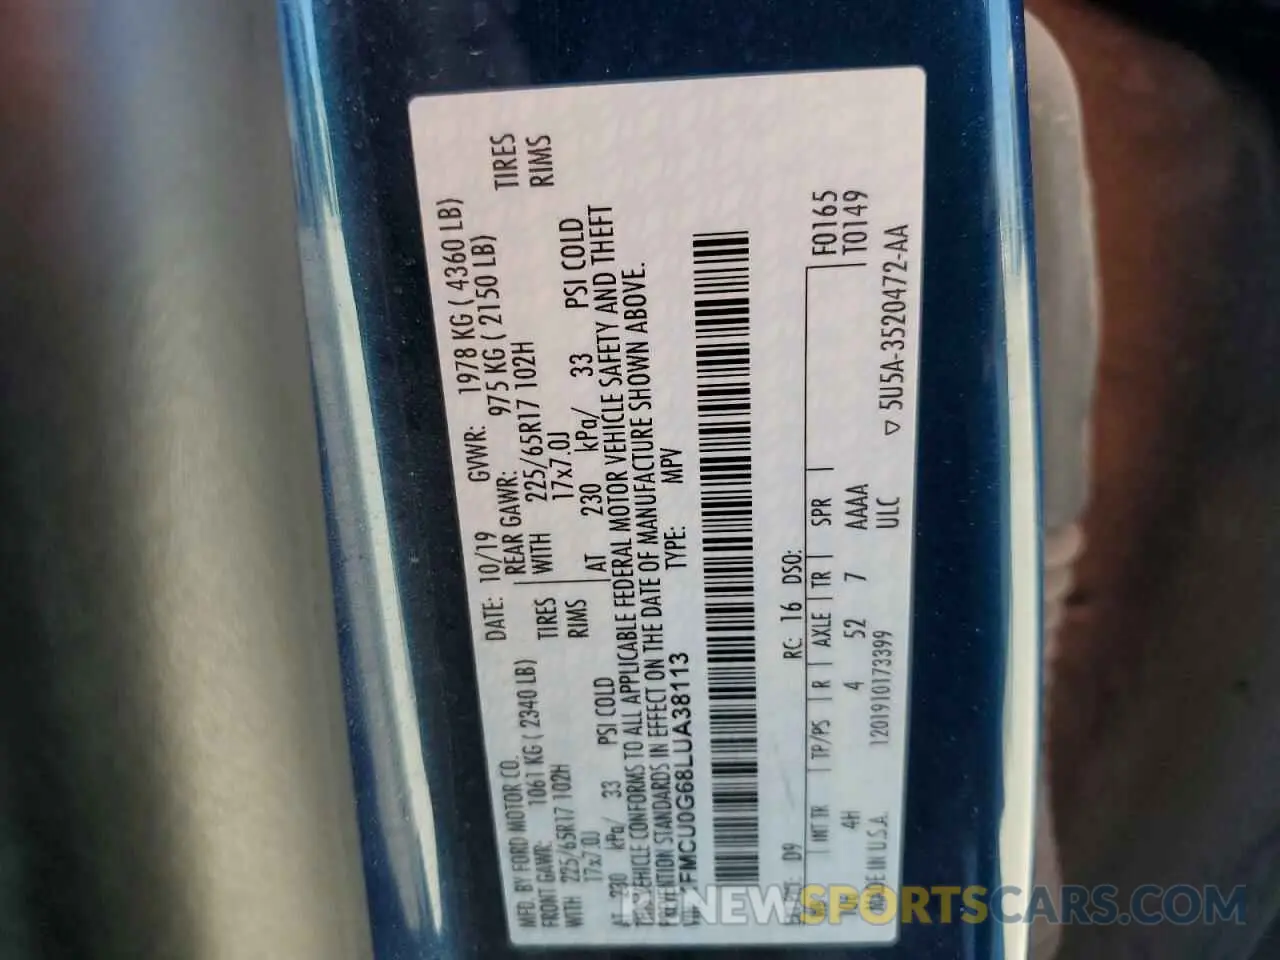 MFD. BY FORD MOTOR CO. DATE: 10/19 GVWR: 1978 KG ( 4360 LB)
FRONT GAWR: 1061 KG ( 2340 LB) REAR GAWR: 975 KG ( 2150 LB)
WITH 225/65R17 102H TIRES WITH 225/65R17 102H TIRES
17x7.0J RIMS 17x7.0J RIMS
AT 230 kPa/ 33 PSI COLD AT 230 kPa/ 33 PSI COLD
VEHICLE CONFORMS TO ALL APPLICABLE FEDERAL MOTOR VEHICLE SAFETY AND THEFT
PREVENTION STANDARDS IN EFFECT ON THE DATE OF MANUFACTURE SHOWN ABOVE.
FMCU0G68LUA38113 TYPE: MPV
D9 RC: 16 DSO: F0165
INT TR TP/PS R AXLE TR SPR T0149
4H 4 52 7 AAAA
MADE IN U.S.A. 1201910173399 ULC ▽ 5U5A-3520472-AA
RENEWSPORTSCARS.COM